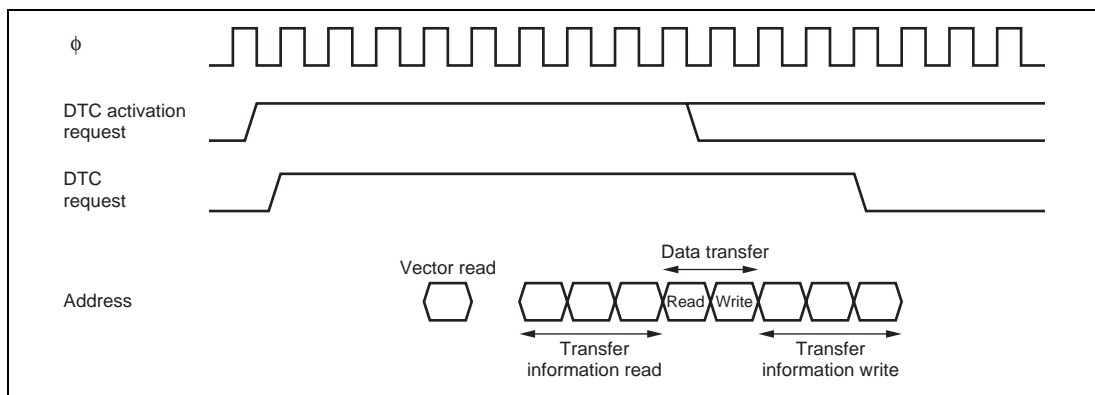 ϕ
DTC activation
request
DTC
request
Data transfer
Vector read
Address
Read Write
Transfer
information read
Transfer
information write